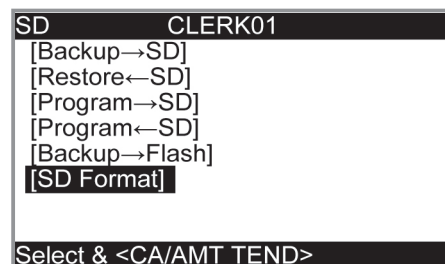 SD CLERK01
[Backup→SD]
[Restore←SD]
[Program→SD]
[Program←SD]
[Backup→Flash]
[SD Format]
Select & <CA/AMT TEND>